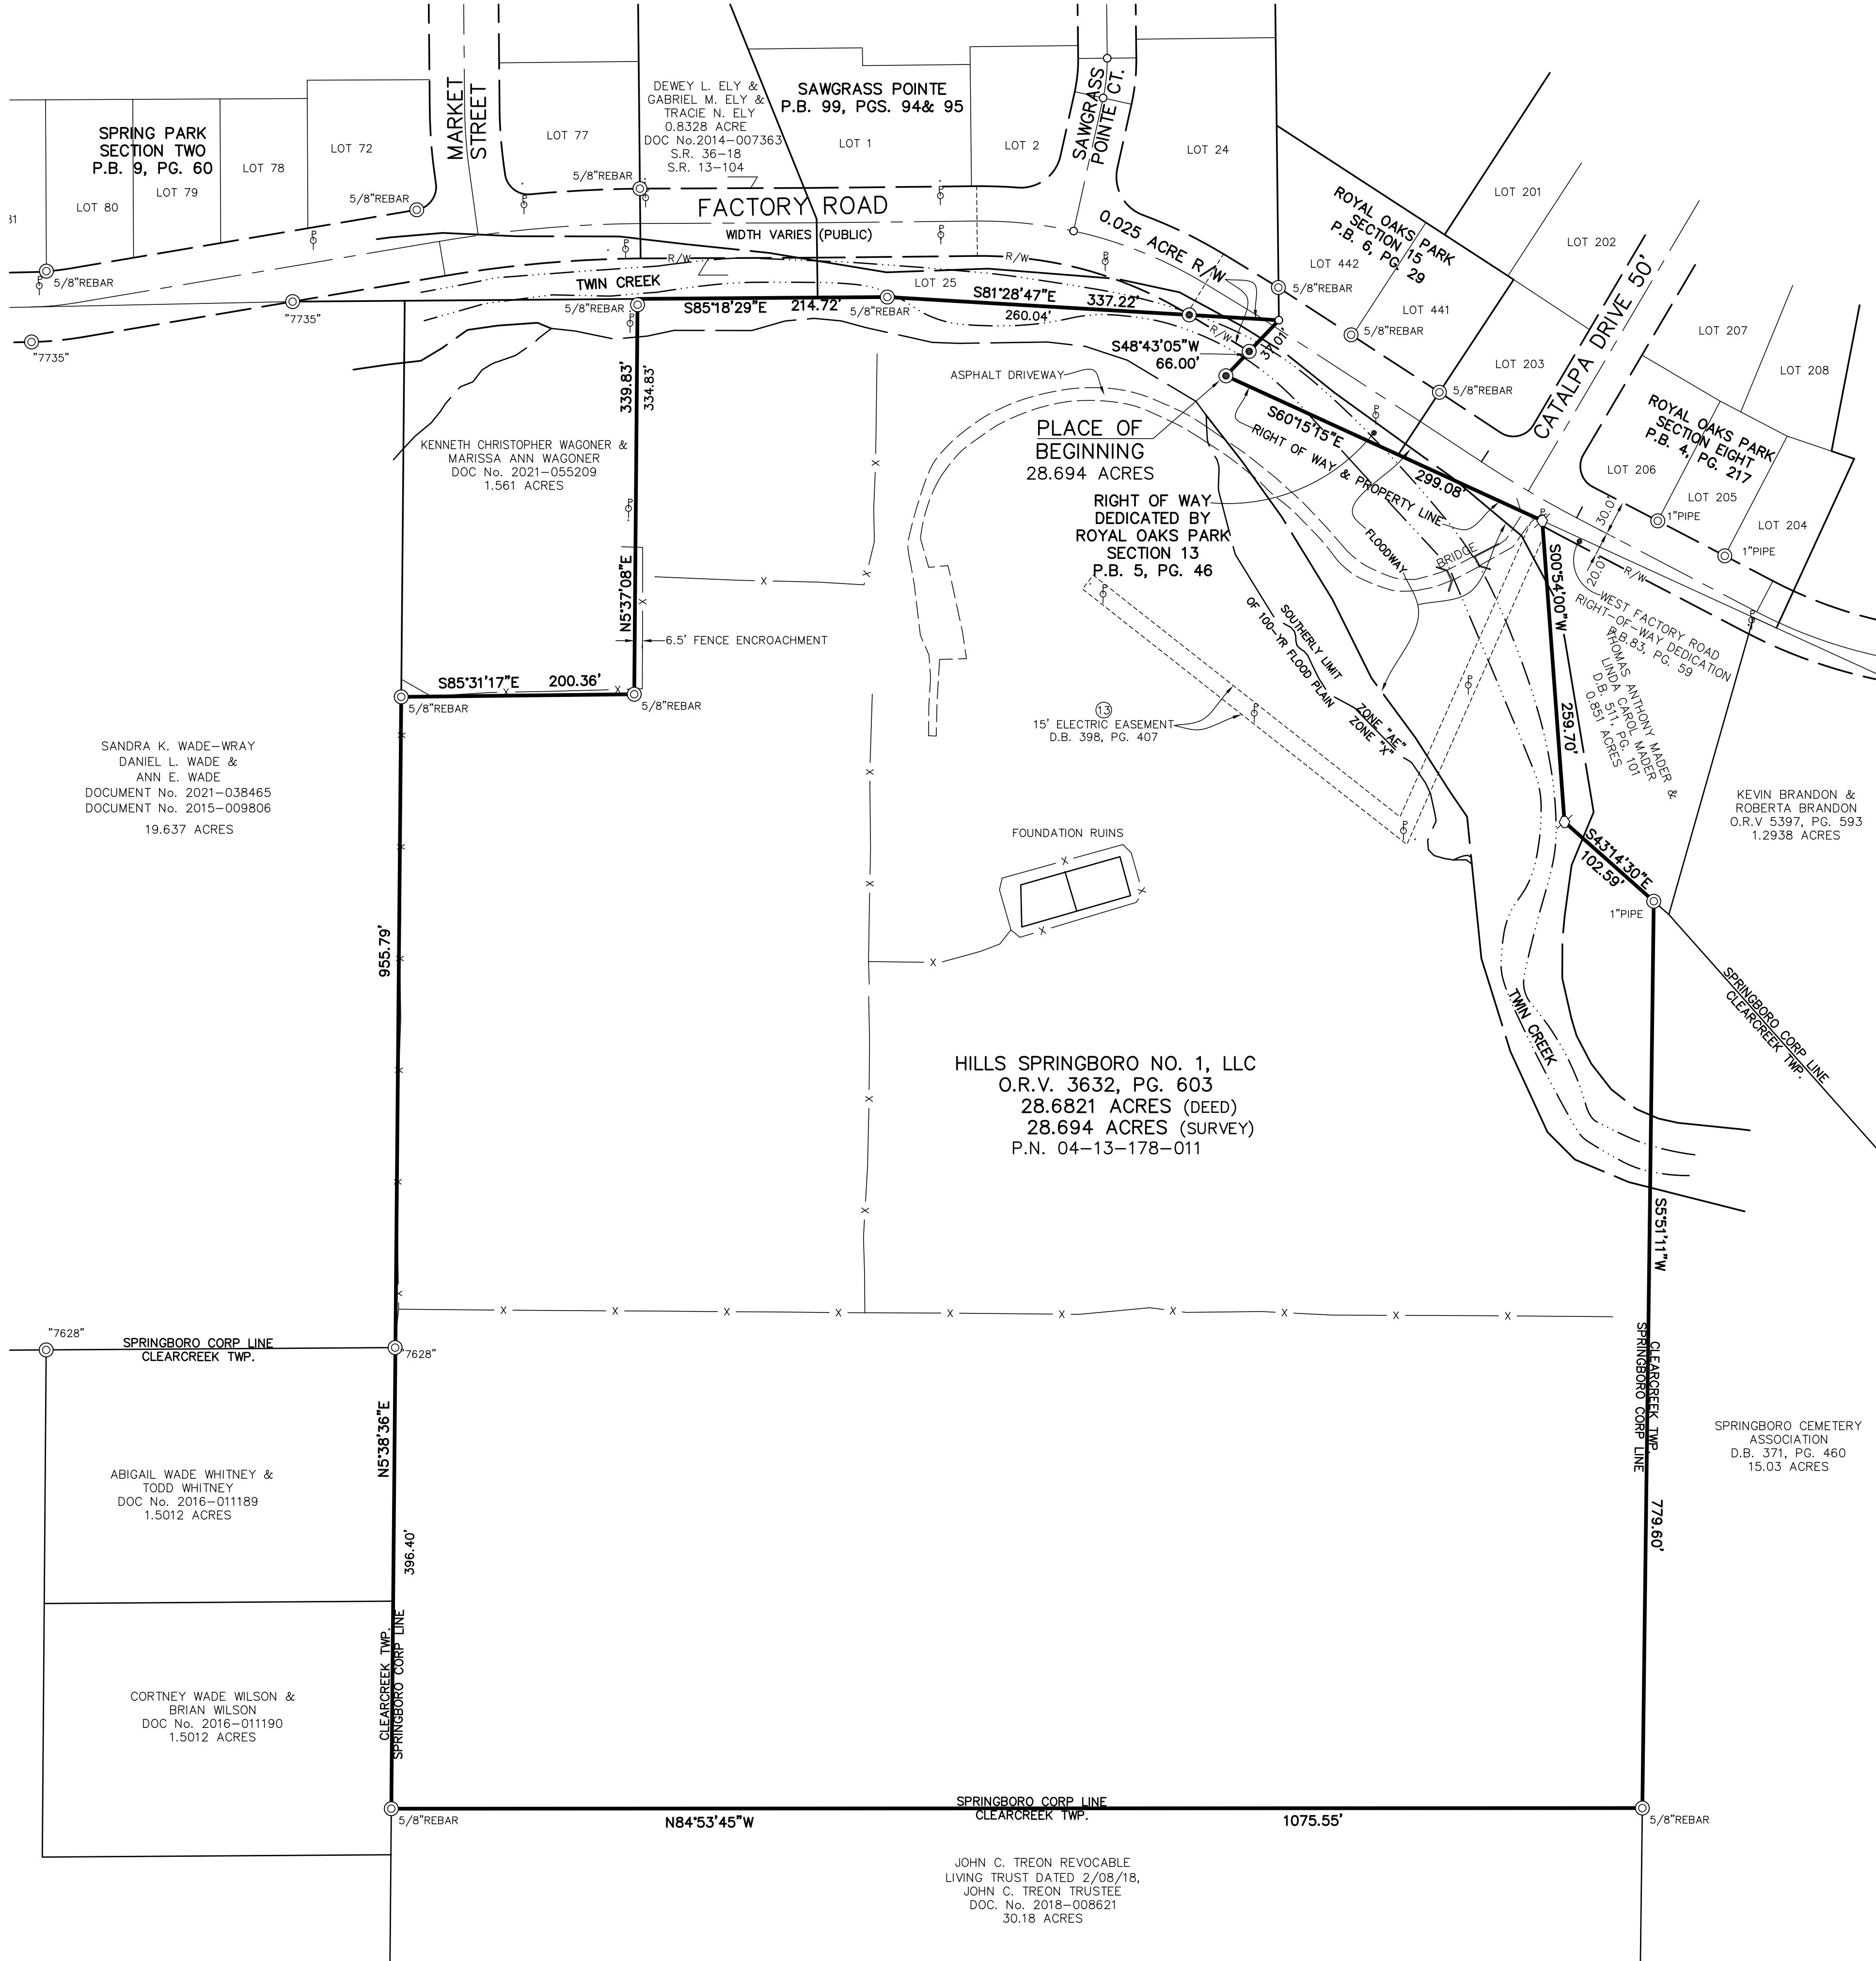 SPRING PARK
SECTION TWO
P.B. 9, PG. 60
LOT 80
LOT 79
LOT 78
LOT 72
31
5/8"REBAR
5/8"REBAR
"7735"
"7735"
MARKET
STREET
LOT 77
5/8"REBAR
DEWEY L. ELY &
GABRIEL M. ELY &
TRACIE N. ELY
0.8328 ACRE
DOC No.2014-007363
S.R. 36-18
S.R. 13-104
SAWGRASS POINTE
P.B. 99, PGS. 94& 95
LOT 1
LOT 2
SAWGRASS
POINTE CT.
LOT 24
FACTORY ROAD
WIDTH VARIES (PUBLIC)
R/W
R/W
TWIN CREEK
LOT 25
0.025 ACRE R/W
LOT 442
5/8"REBAR
ROYAL OAKS PARK
SECTION 15
P.B. 6, PG. 29
LOT 441
5/8"REBAR
LOT 201
LOT 202
LOT 203
5/8"REBAR
CATALPA DRIVE 50'
LOT 207
LOT 208
ROYAL OAKS PARK
SECTION EIGHT
P.B. 4, PG. 217
LOT 206
LOT 205
LOT 204
1"PIPE
1"PIPE
30.0'
20.0'
R/W
5/8"REBAR
S85°18'29"E 214.72'
5/8"REBAR
S81°28'47"E 337.22'
260.04'
R/W
37.01'
S48°43'05"W
66.00'
ASPHALT DRIVEWAY
PLACE OF
BEGINNING
28.694 ACRES
S60°15'15"E
299.08'
RIGHT OF WAY & PROPERTY LINE
RIGHT OF WAY
DEDICATED BY
ROYAL OAKS PARK
SECTION 13
P.B. 5, PG. 46
FLOODWAY
BRIDGE
WEST FACTORY ROAD
RIGHT-OF-WAY DEDICATION
P.B.83, PG. 59
THOMAS ANTHONY MADER &
LINDA CAROL MADER
D.B. 511, PG. 101
0.851 ACRES
S00°54'00"W
259.70'
S43°14'30"E
102.59'
1"PIPE
KEVIN BRANDON &
ROBERTA BRANDON
O.R.V 5397, PG. 593
1.2938 ACRES
339.83'
334.83'
N5°37'08"E
KENNETH CHRISTOPHER WAGONER &
MARISSA ANN WAGONER
DOC No. 2021-055209
1.561 ACRES
6.5' FENCE ENCROACHMENT
S85°31'17"E 200.36'
5/8"REBAR
5/8"REBAR
SOUTHERLY LIMIT
OF 100-YR FLOOD PLAIN
ZONE "AE"
ZONE "X"
13
15' ELECTRIC EASEMENT
D.B. 398, PG. 407
SANDRA K. WADE-WRAY
DANIEL L. WADE &
ANN E. WADE
DOCUMENT No. 2021-038465
DOCUMENT No. 2015-009806
19.637 ACRES
FOUNDATION RUINS
955.79'
SPRINGBORO CORP LINE
CLEARCREEK TWP.
TWIN CREEK
HILLS SPRINGBORO NO. 1, LLC
O.R.V. 3632, PG. 603
28.6821 ACRES (DEED)
28.694 ACRES (SURVEY)
P.N. 04-13-178-011
S5°51'11"W
779.60'
"7628"
SPRINGBORO CORP LINE
CLEARCREEK TWP.
"7628"
N5°38'36"E
396.40'
CLEARCREEK TWP.
SPRINGBORO CORP LINE
SPRINGBORO CEMETERY
ASSOCIATION
D.B. 371, PG. 460
15.03 ACRES
ABIGAIL WADE WHITNEY &
TODD WHITNEY
DOC No. 2016-011189
1.5012 ACRES
CORTNEY WADE WILSON &
BRIAN WILSON
DOC No. 2016-011190
1.5012 ACRES
CLEARCREEK TWP.
SPRINGBORO CORP LINE
5/8"REBAR
N84°53'45"W
SPRINGBORO CORP LINE
CLEARCREEK TWP.
1075.55'
5/8"REBAR
JOHN C. TREON REVOCABLE
LIVING TRUST DATED 2/08/18,
JOHN C. TREON TRUSTEE
DOC. No. 2018-008621
30.18 ACRES